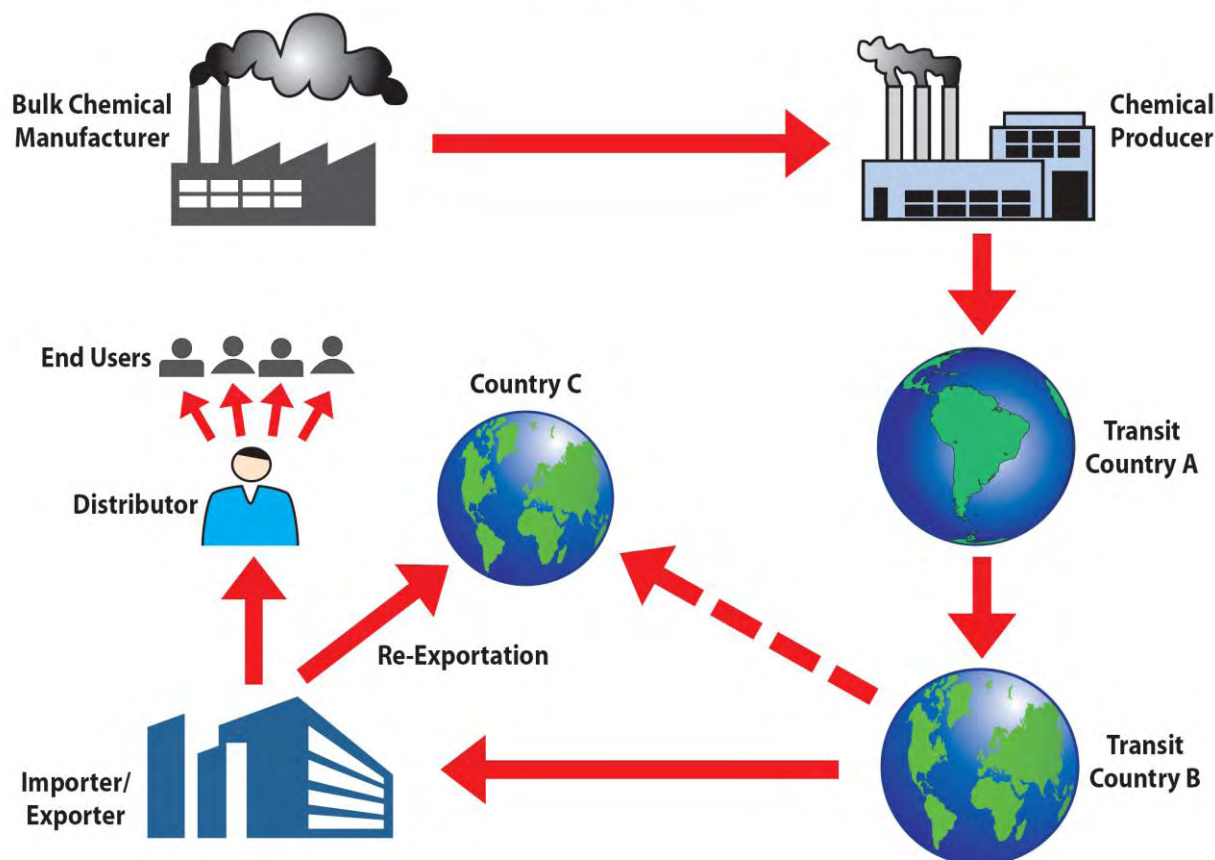 Bulk Chemical
Manufacturer
Chemical
Producer
End Users
Country C
Transit
Country A
Distributor
Re-Exportation
Importer/
Exporter
Transit
Country B